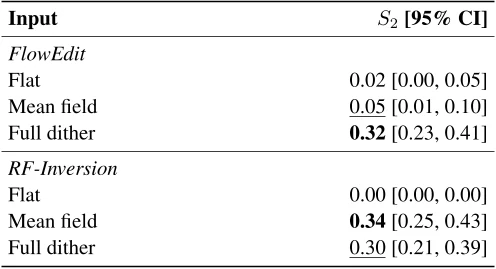 Input S₂ [95% CI]
FlowEdit
Flat 0.02 [0.00, 0.05]
Mean field 0.05 [0.01, 0.10]
Full dither 0.32 [0.23, 0.41]
RF-Inversion
Flat 0.00 [0.00, 0.00]
Mean field 0.34 [0.25, 0.43]
Full dither 0.30 [0.21, 0.39]